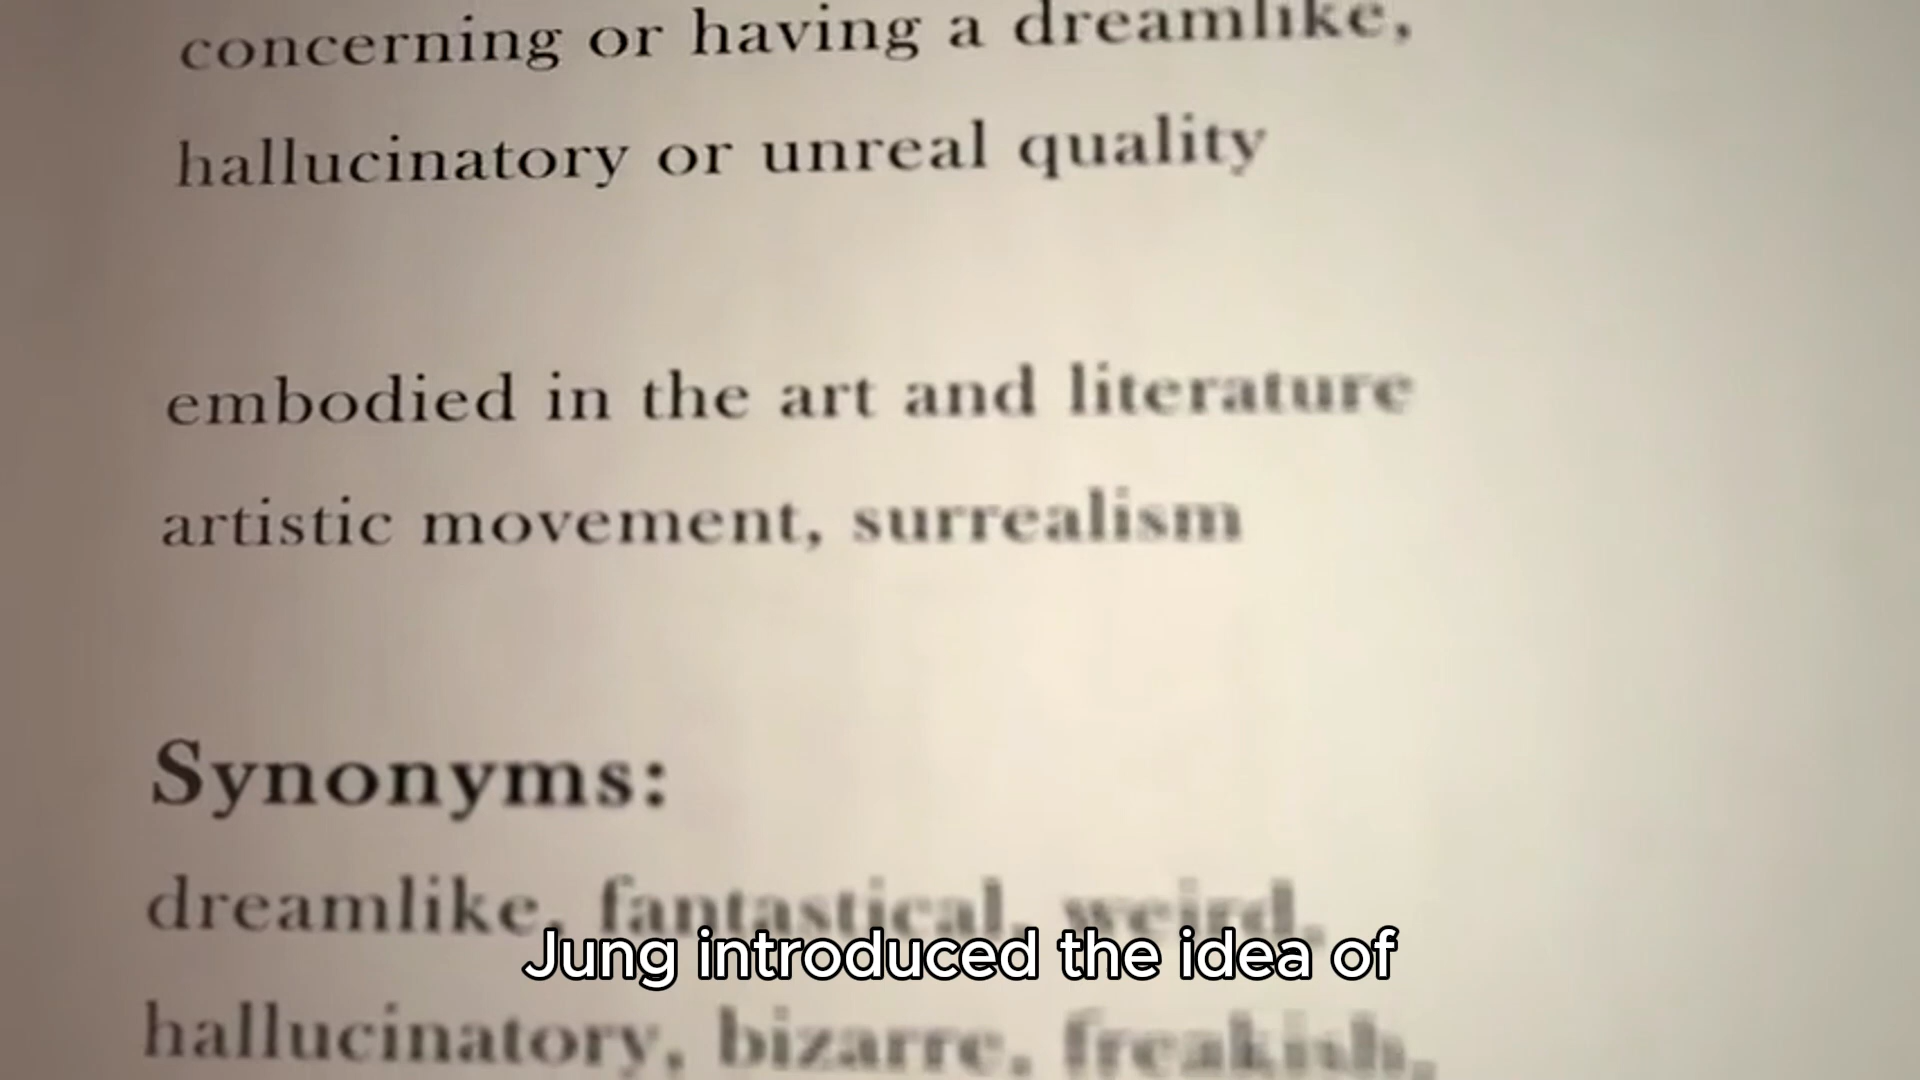 concerning or having a dreamlike,
hallucinatory or unreal quality
embodied in the art and literature
artistic movement, surrealism
Synonyms:
dreamlike, fantastical, weird,
Jung introduced the idea of
hallucinatory, bizarre, freakish,